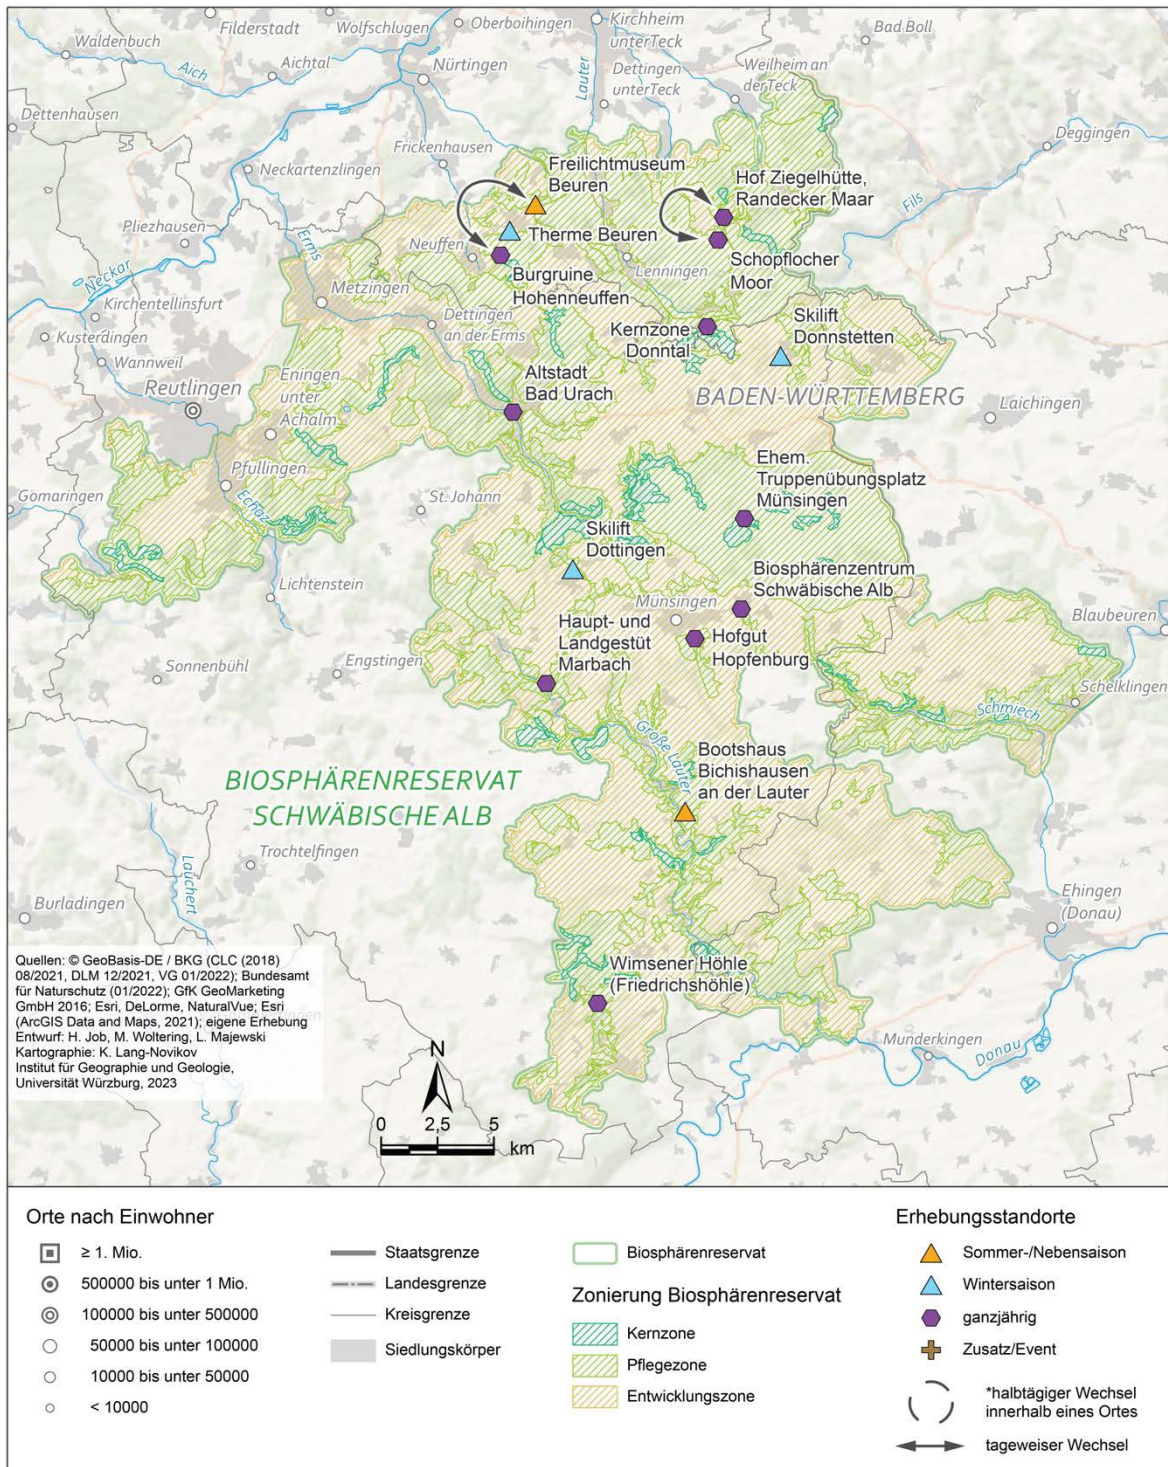 Filderstadt
Wolfschlugen
Oberboihingen
Kirchheim
unter Teck
Bad Boll
Waldenbuch
Aich
Aichtal
Nürtingen
Lauter
Dettingen
unter Teck
Weilheim an
der Teck
Dettenhausen
Frickenhausen
Deggingen
Neckartenzlingen
Freilichtmuseum
Beuren
Hof Ziegelhütte,
Randecker Maar
Fils
Pliezhausen
Erms
Neuffen
Therme Beuren
Lenningen
Schopflocher
Moor
Neckar
Burgruine
Hohenneuffen
Kirchentellinsfurt
Metzingen
Kusterdingen
Dettingen
an der Erms
Kernzone
Donntal
Skilift
Donnstetten
Wannweil
Reutlingen
Eningen
unter
Achalm
Altstadt
Bad Urach
BADEN-WÜRTTEMBERG
Laichingen
Pfullingen
Ehem.
Truppenübungsplatz
Münsingen
Gomaringen
Echaz
St. Johann
Skilift
Dottingen
Lichtenstein
Biosphärenzentrum
Schwäbische Alb
Münsingen
Blaubeuren
Haupt- und
Landgestüt
Marbach
Hofgut
Hopfenburg
Sonnenbühl
Engstingen
Schelklingen
Schmiech
Große Lauter
Bootshaus
Bichishausen
an der Lauter
BIOSPHÄRENRESERVAT
SCHWÄBISCHE ALB
Trochtelfingen
Lauchert
Burladingen
Ehingen
(Donau)
Wimsener Höhle
(Friedrichshöhle)
Munderkingen
Donau
Quellen: © GeoBasis-DE / BKG (CLC (2018)
08/2021, DLM 12/2021, VG 01/2022); Bundesamt
für Naturschutz (01/2022); GfK GeoMarketing
GmbH 2016; Esri, DeLorme, NaturalVue; Esri
(ArcGIS Data and Maps, 2021); eigene Erhebung
Entwurf: H. Job, M. Woltering, L. Majewski
Kartographie: K. Lang-Novikov
Institut für Geographie und Geologie,
Universität Würzburg, 2023
N
0 2,5 5
km
Orte nach Einwohner
≥ 1. Mio.
500000 bis unter 1 Mio.
100000 bis unter 500000
50000 bis unter 100000
10000 bis unter 50000
< 10000
Staatsgrenze
Landesgrenze
Kreisgrenze
Siedlungskörper
Biosphärenreservat
Zonierung Biosphärenreservat
Kernzone
Pflegezone
Entwicklungszone
Erhebungsstandorte
Sommer-/Nebensaison
Wintersaison
ganzjährig
Zusatz/Event
*halbtägiger Wechsel
innerhalb eines Ortes
tageweiser Wechsel